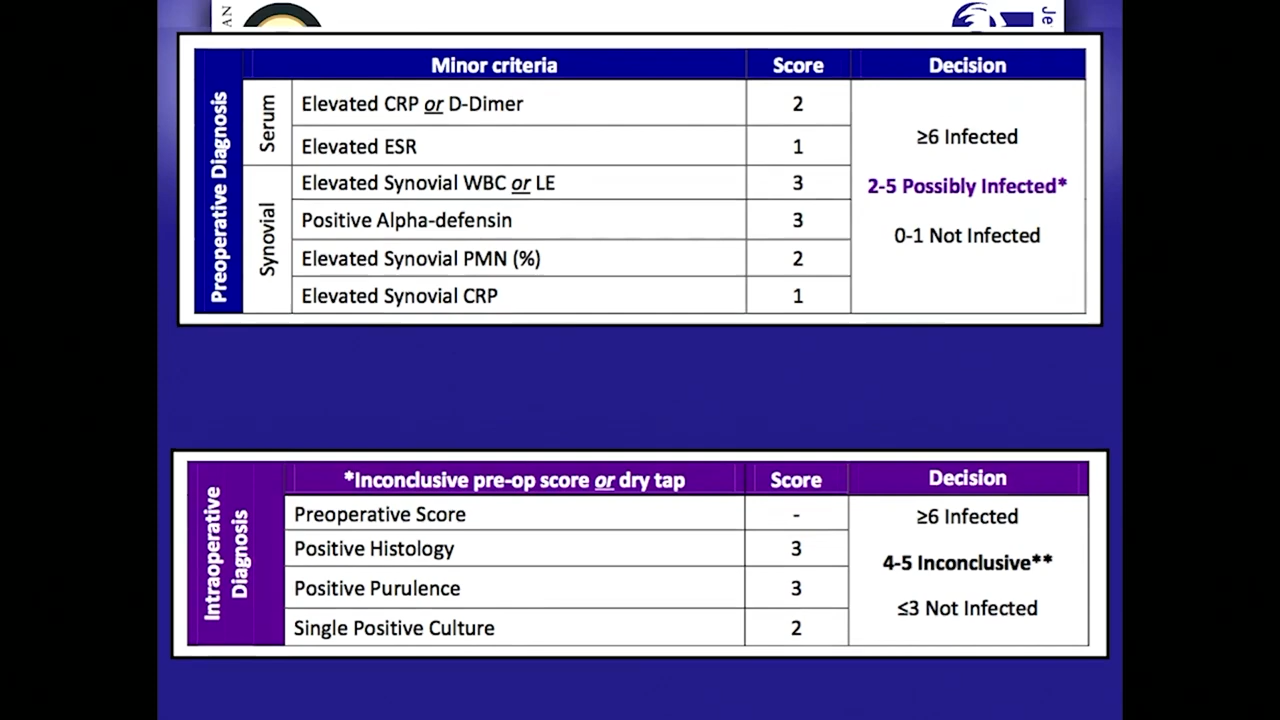 AN
Je
Preoperative Diagnosis
Minor criteria Score Decision
Serum
Elevated CRP or D-Dimer 2
Elevated ESR 1
Synovial
Elevated Synovial WBC or LE 3
Positive Alpha-defensin 3
Elevated Synovial PMN (%) 2
Elevated Synovial CRP 1
≥6 Infected
2-5 Possibly Infected*
0-1 Not Infected
Intraoperative
Diagnosis
*Inconclusive pre-op score or dry tap Score Decision
Preoperative Score -
Positive Histology 3
Positive Purulence 3
Single Positive Culture 2
≥6 Infected
4-5 Inconclusive**
≤3 Not Infected